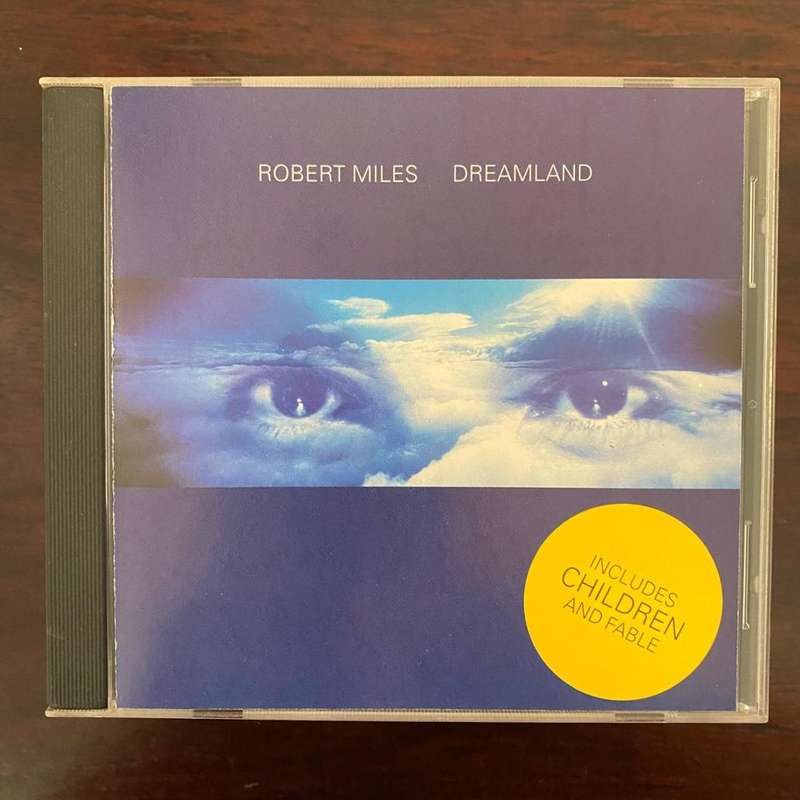 ROBERT MILES DREAMLAND
INCLUDES
CHILDREN
AND FABLE